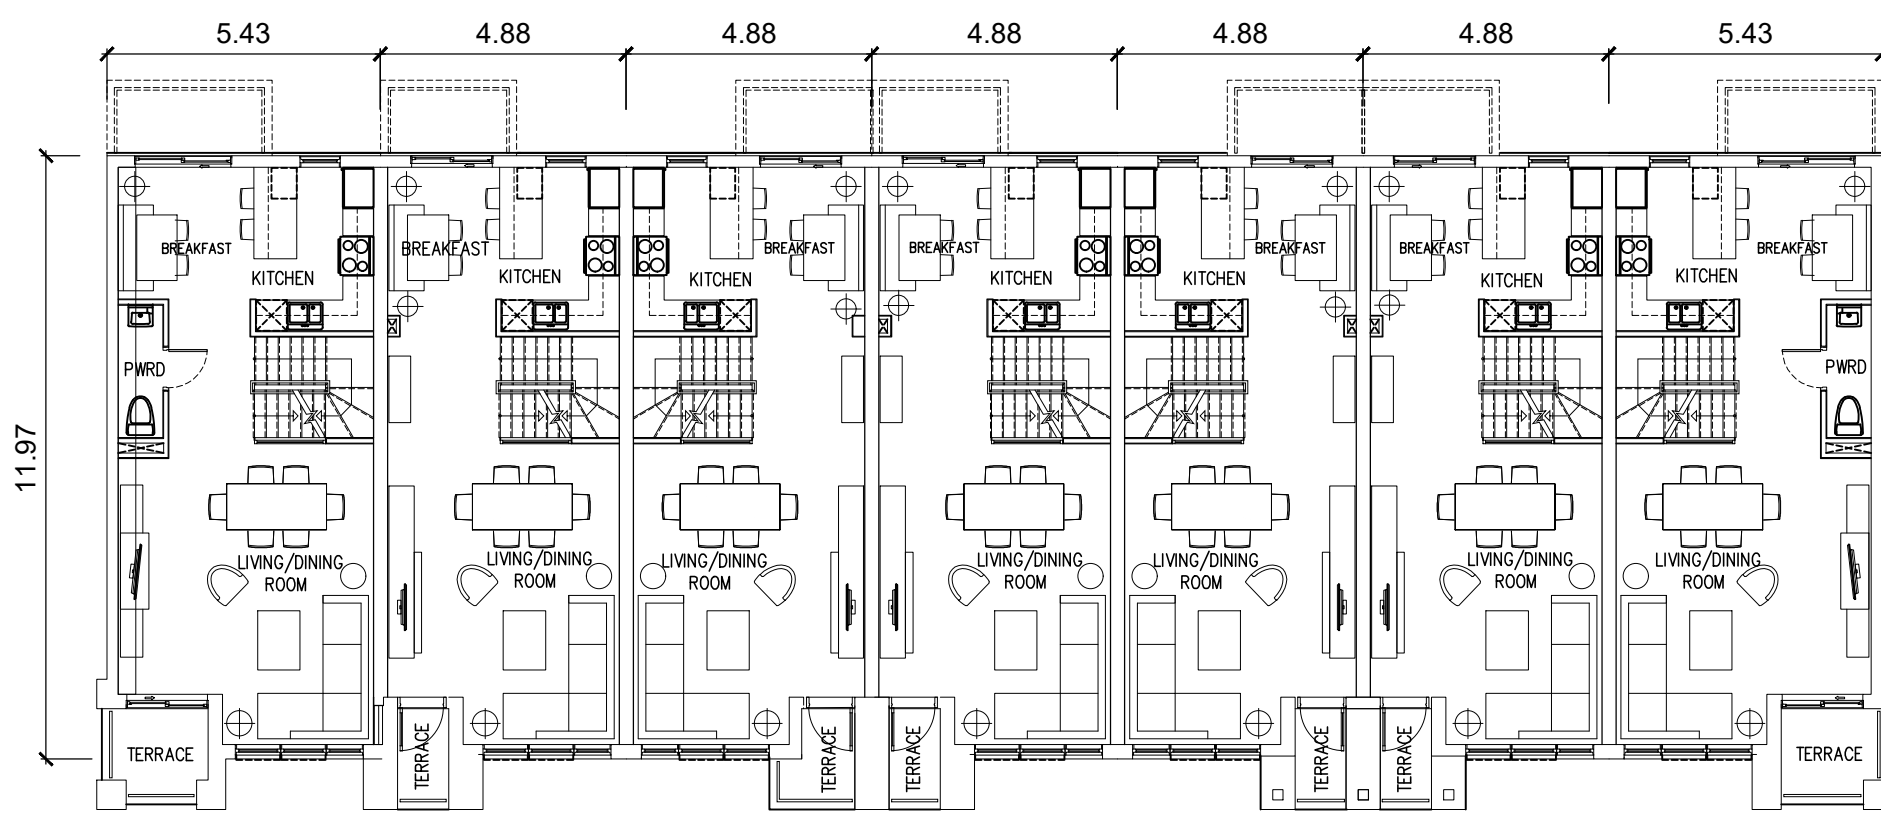 5.43 4.88 4.88 4.88 4.88 4.88 5.43
BREAKFAST BREAKFAST BREAKFAST BREAKFAST BREAKFAST BREAKFAST BREAKFAST
KITCHEN KITCHEN KITCHEN KITCHEN KITCHEN KITCHEN KITCHEN
PWRD PWRD
11.97
LIVING/DINING LIVING/DINING LIVING/DINING LIVING/DINING LIVING/DINING LIVING/DINING LIVING/DINING
ROOM ROOM ROOM ROOM ROOM ROOM ROOM
TERRACE TERRACE TERRACE TERRACE TERRACE TERRACE TERRACE